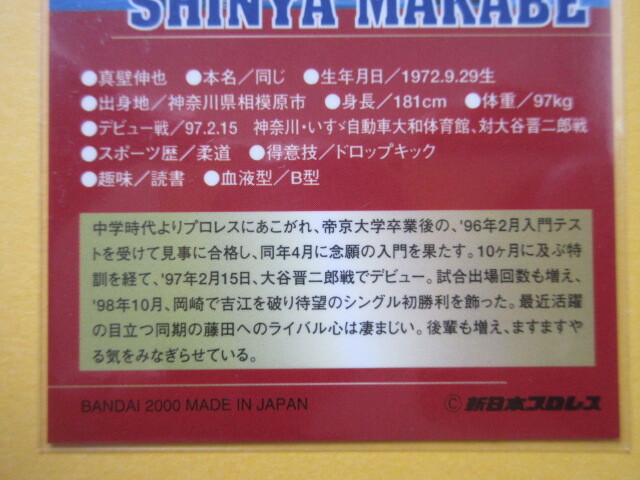 SHINYA MAKABE
●真壁伸也 ●本名／同じ ●生年月日／1972.9.29生
●出身地／神奈川県相模原市 ●身長／181cm ●体重／97kg
●デビュー戦／97.2.15 神奈川・いすゞ自動車大和体育館、対大谷晋二郎戦
●スポーツ歴／柔道 ●得意技／ドロップキック
●趣味／読書 ●血液型／B型
中学時代よりプロレスにあこがれ、帝京大学卒業後の、'96年2月入門テス
トを受けて見事に合格し、同年4月に念願の入門を果たす。10ヶ月に及ぶ特
訓を経て、'97年2月15日、大谷晋二郎戦でデビュー。試合出場回数も増え、
'98年10月、岡崎で吉江を破り待望のシングル初勝利を飾った。最近活躍
の目立つ同期の藤田へのライバル心は凄まじい。後輩も増え、ますますや
る気をみなぎらせている。
BANDAI 2000 MADE IN JAPAN ©新日本プロレス